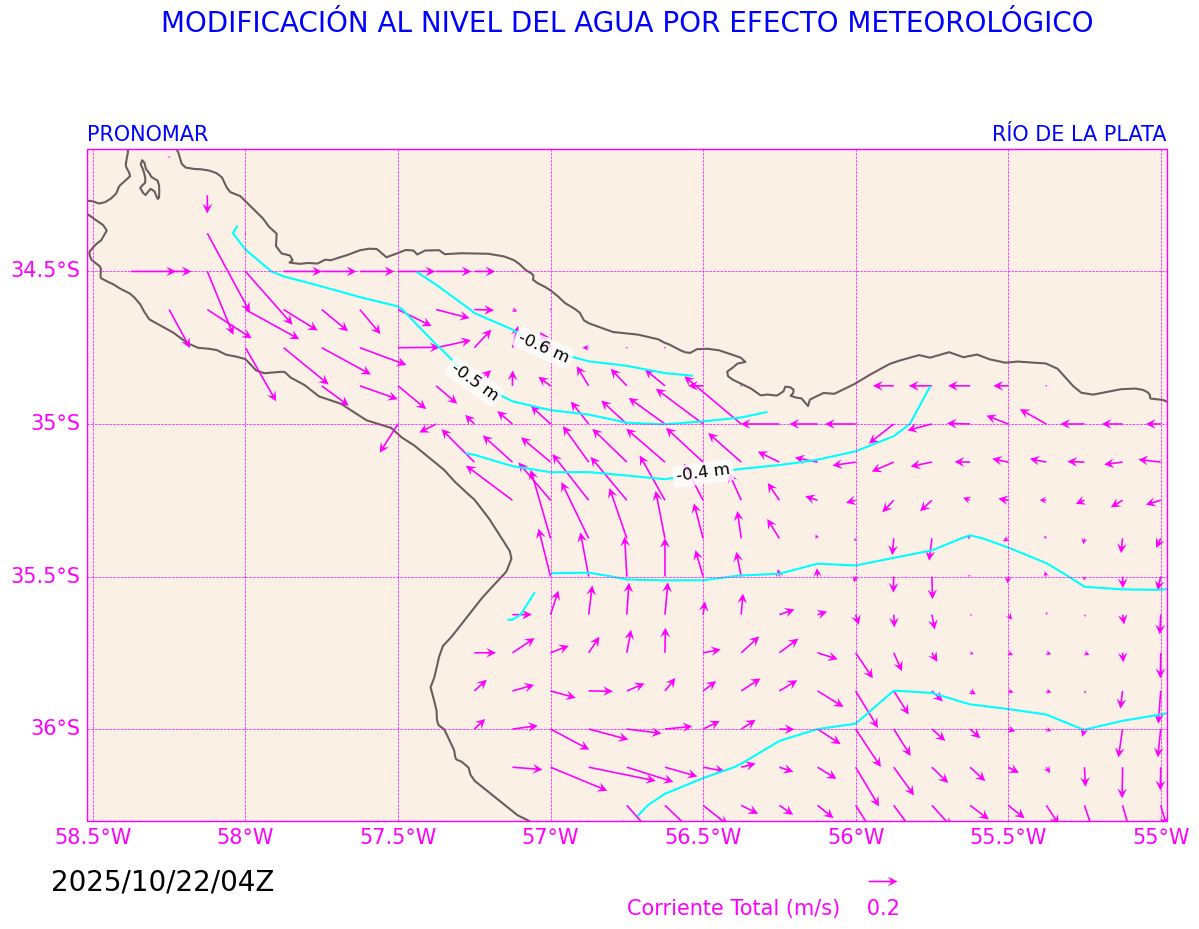 MODIFICACIÓN AL NIVEL DEL AGUA POR EFECTO METEOROLÓGICO
PRONOMAR
RÍO DE LA PLATA
34.5°S
-0.6 m
-0.5 m
35°S
-0.4 m
35.5°S
36°S
58.5°W 58°W 57.5°W 57°W 56.5°W 56°W 55.5°W 55°W
2025/10/22/04Z
Corriente Total (m/s) 0.2